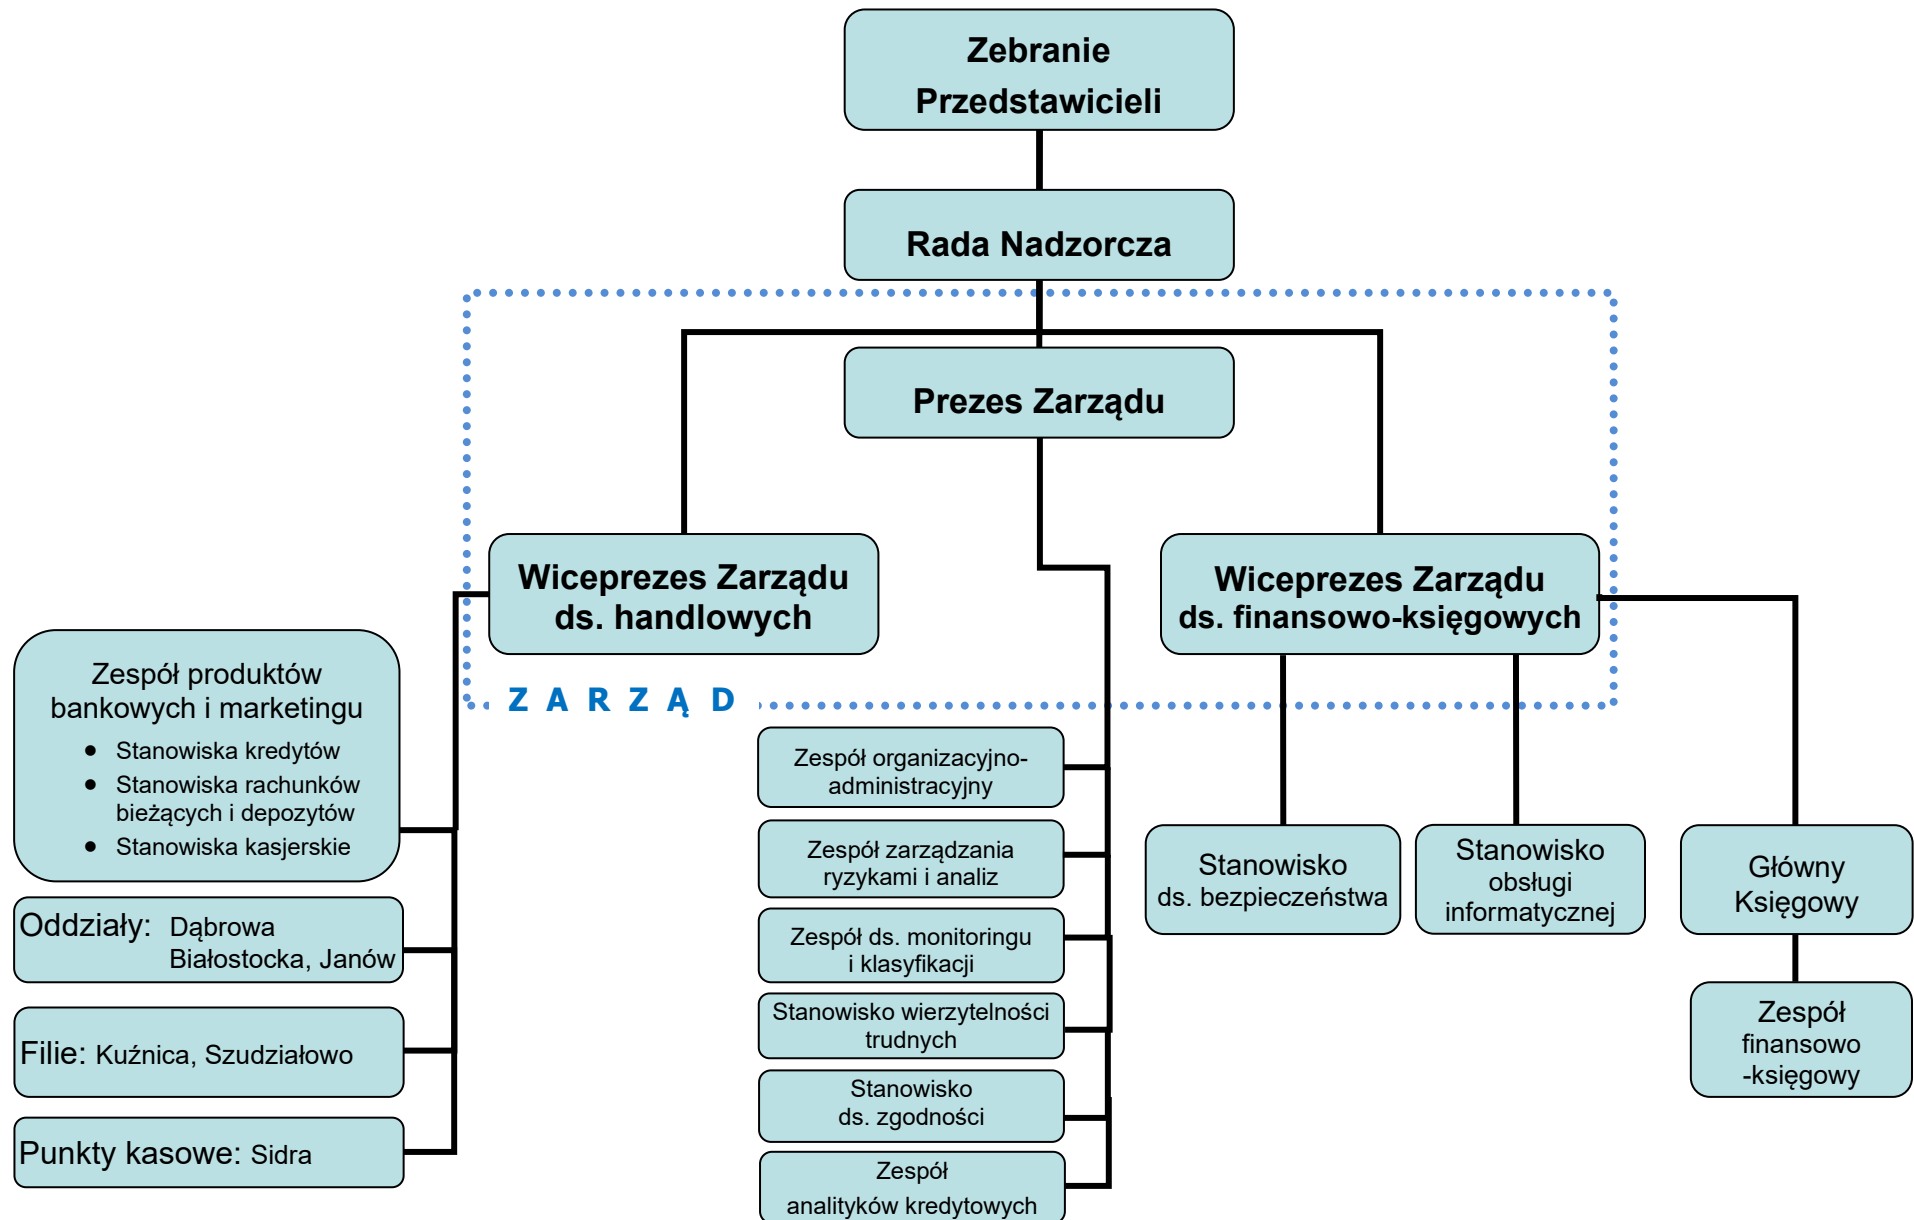 Zebranie
Przedstawicieli
Rada Nadzorcza
Prezes Zarządu
Wiceprezes Zarządu
ds. handlowych
Wiceprezes Zarządu
ds. finansowo-księgowych
Z A R Z Ą D
Zespół produktów
bankowych i marketingu
● Stanowiska kredytów
● Stanowiska rachunków
bieżących i depozytów
● Stanowiska kasjerskie
Oddziały: Dąbrowa
Białostocka, Janów
Filie: Kuźnica, Szudziałowo
Punkty kasowe: Sidra
Zespół organizacyjno-
administracyjny
Zespół zarządzania
ryzykami i analiz
Zespół ds. monitoringu
i klasyfikacji
Stanowisko wierzytelności
trudnych
Stanowisko
ds. zgodności
Zespół
analityków kredytowych
Stanowisko
ds. bezpieczeństwa
Stanowisko
obsługi
informatycznej
Główny
Księgowy
Zespół
finansowo
-księgowy